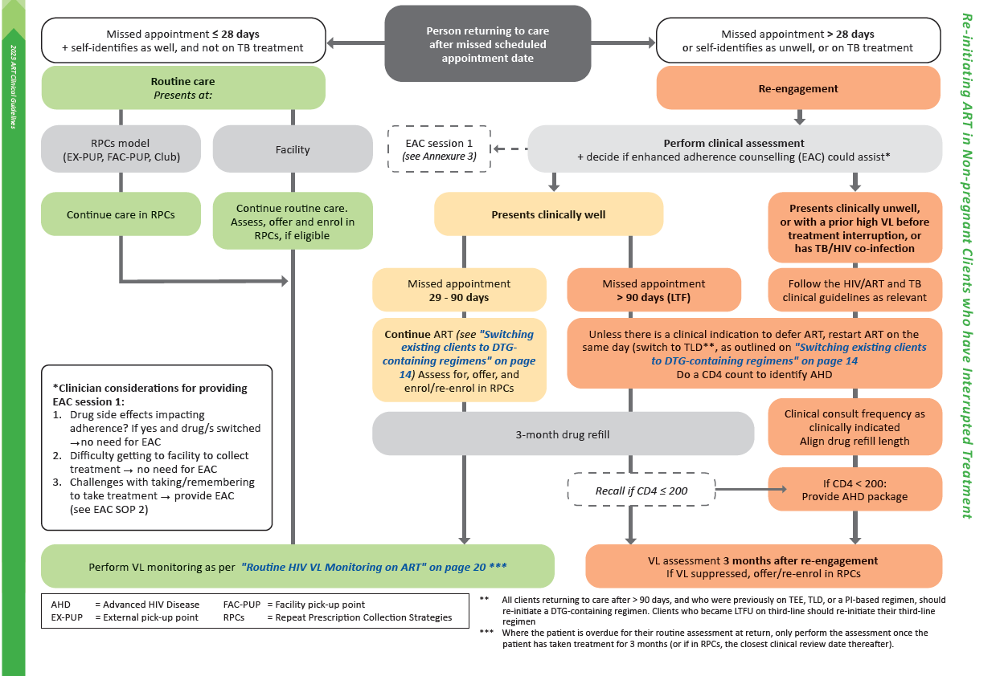 2023 ART Clinical Guidelines
Re-initiating ART in Non-pregnant Clients who have Interrupted Treatment
Person returning to care
after missed scheduled
appointment date
Missed appointment ≤ 28 days
+ self-identifies as well, and not on TB treatment
Routine care
Presents at:
RPCs model
(EX-PUP, FAC-PUP, Club)
Facility
Continue care in RPCs
Continue routine care.
Assess, offer and enrol in
RPCs, if eligible
Missed appointment > 28 days
or self-identifies as unwell, or on TB treatment
Re-engagement
Perform clinical assessment
+ decide if enhanced adherence counselling (EAC) could assist*
EAC session 1
(see Annexure 3)
Presents clinically well
Presents clinically unwell,
or with a prior high VL before
treatment interruption, or
has TB/HIV co-infection
Missed appointment
29 - 90 days
Missed appointment
> 90 days (LTF)
Follow the HIV/ART and TB
clinical guidelines as relevant
Continue ART (see "Switching
existing clients to DTG-
containing regimens" on page
14) Assess for, offer, and
enrol/re-enrol in RPCs
Unless there is a clinical indication to defer ART, restart ART on the
same day (switch to TLD**, as outlined on "Switching existing clients
to DTG-containing regimens" on page 14
Do a CD4 count to identify AHD
*Clinician considerations for providing
EAC session 1:
1. Drug side effects impacting
adherence? If yes and drug/s switched
→no need for EAC
2. Difficulty getting to facility to collect
treatment → no need for EAC
3. Challenges with taking/remembering
to take treatment → provide EAC
(see EAC SOP 2)
3-month drug refill
Clinical consult frequency as
clinically indicated
Align drug refill length
Recall if CD4 ≤ 200
If CD4 < 200:
Provide AHD package
Perform VL monitoring as per "Routine HIV VL Monitoring on ART" on page 20 ***
VL assessment 3 months after re-engagement
If VL suppressed, offer/re-enrol in RPCs
AHD = Advanced HIV Disease FAC-PUP = Facility pick-up point
EX-PUP = External pick-up point RPCs = Repeat Prescription Collection Strategies
** All clients returning to care after > 90 days, and who were previously on TEE, TLD, or a PI-based regimen, should
re-initiate a DTG-containing regimen. Clients who became LTFU on third-line should re-initiate their third-line
regimen
*** Where the patient is overdue for their routine assessment at return, only perform the assessment once the
patient has taken treatment for 3 months (or if in RPCs, the closest clinical review date thereafter).